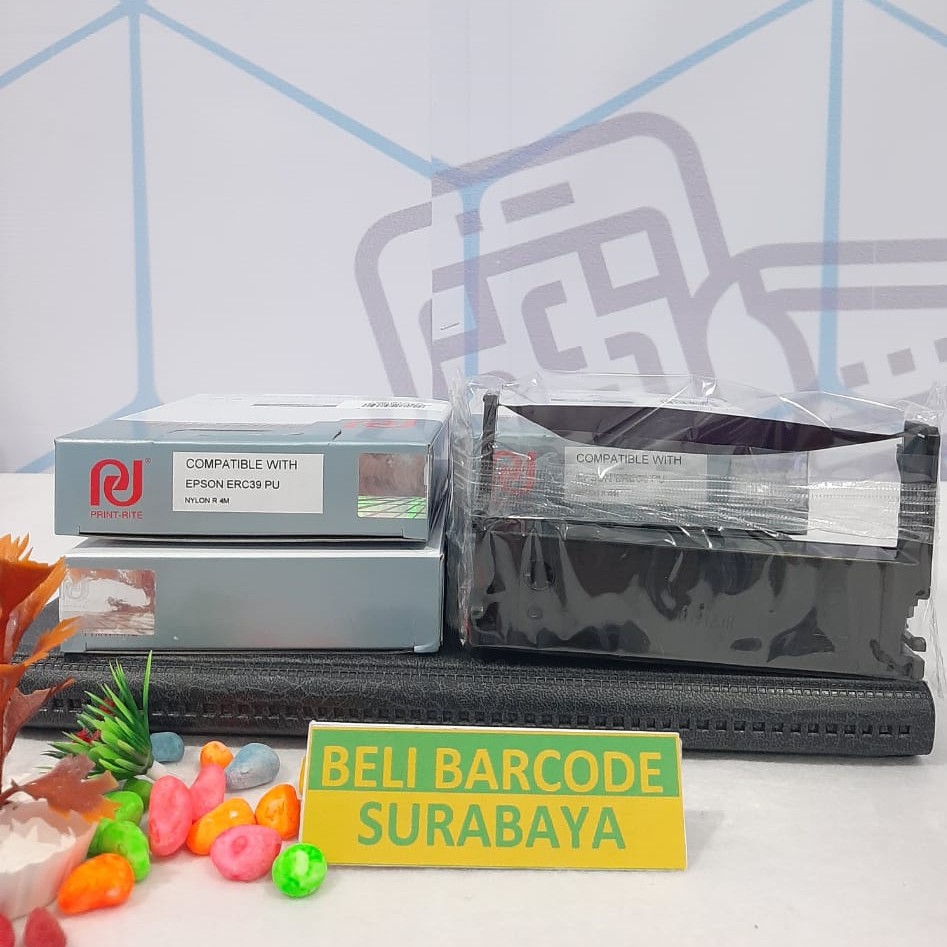 PRINT-RITE
COMPATIBLE WITH
EPSON ERC39 PU
NYLON R 4M
COMPATIBLE WITH
BELI BARCODE
SURABAYA